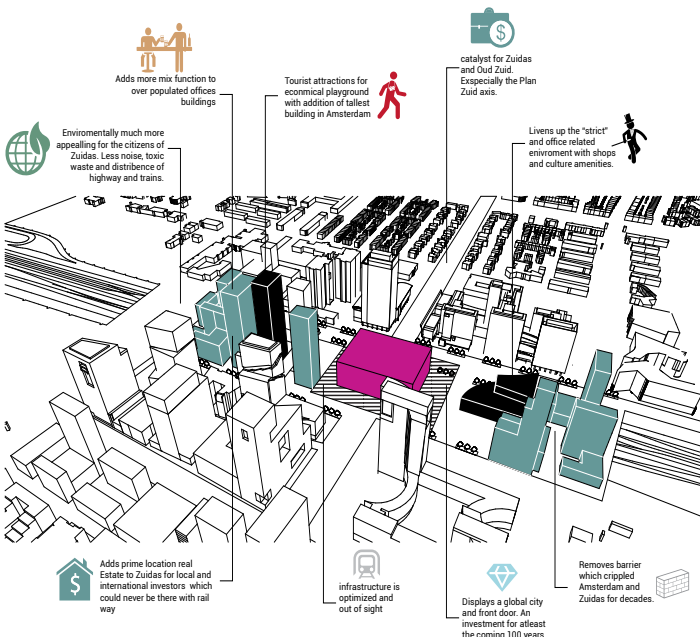 Adds more mix function to
over populated offices
buildings
Tourist attractions for
econmical playground
with addition of tallest
building in Amsterdam
catalyst for Zuidas
and Oud Zuid.
Exspecially the Plan
Zuid axis.
Enviromentally much more
appealling for the citizens of
Zuidas. Less noise, toxic
waste and distribence of
highway and trains.
Livens up the "strict"
and office related
enivroment with shops
and culture amenities.
$
Adds prime location real
Estate to Zuidas for local and
international investors which
could never be there with rail
way
infrastructure is
optimized and
out of sight
Displays a global city
and front door. An
investment for atleast
the coming 100 years
Removes barrier
which crippled
Amsterdam and
Zuidas for decades.
$